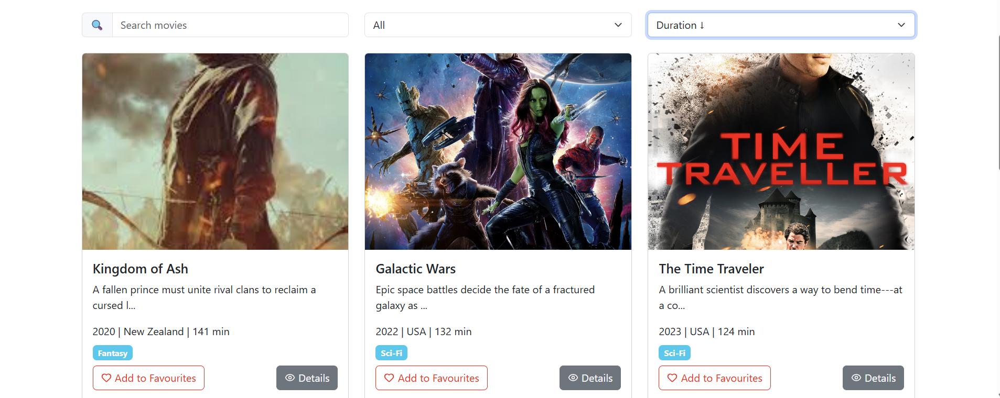 Search movies
All
Duration ↓
TIME
TRAVELLER
Kingdom of Ash
A fallen prince must unite rival clans to reclaim a
cursed l...
2020 | New Zealand | 141 min
Fantasy
Add to Favourites
Details
Galactic Wars
Epic space battles decide the fate of a fractured
galaxy as ...
2022 | USA | 132 min
Sci-Fi
Add to Favourites
Details
The Time Traveler
A brilliant scientist discovers a way to bend time---at
a co...
2023 | USA | 124 min
Sci-Fi
Add to Favourites
Details